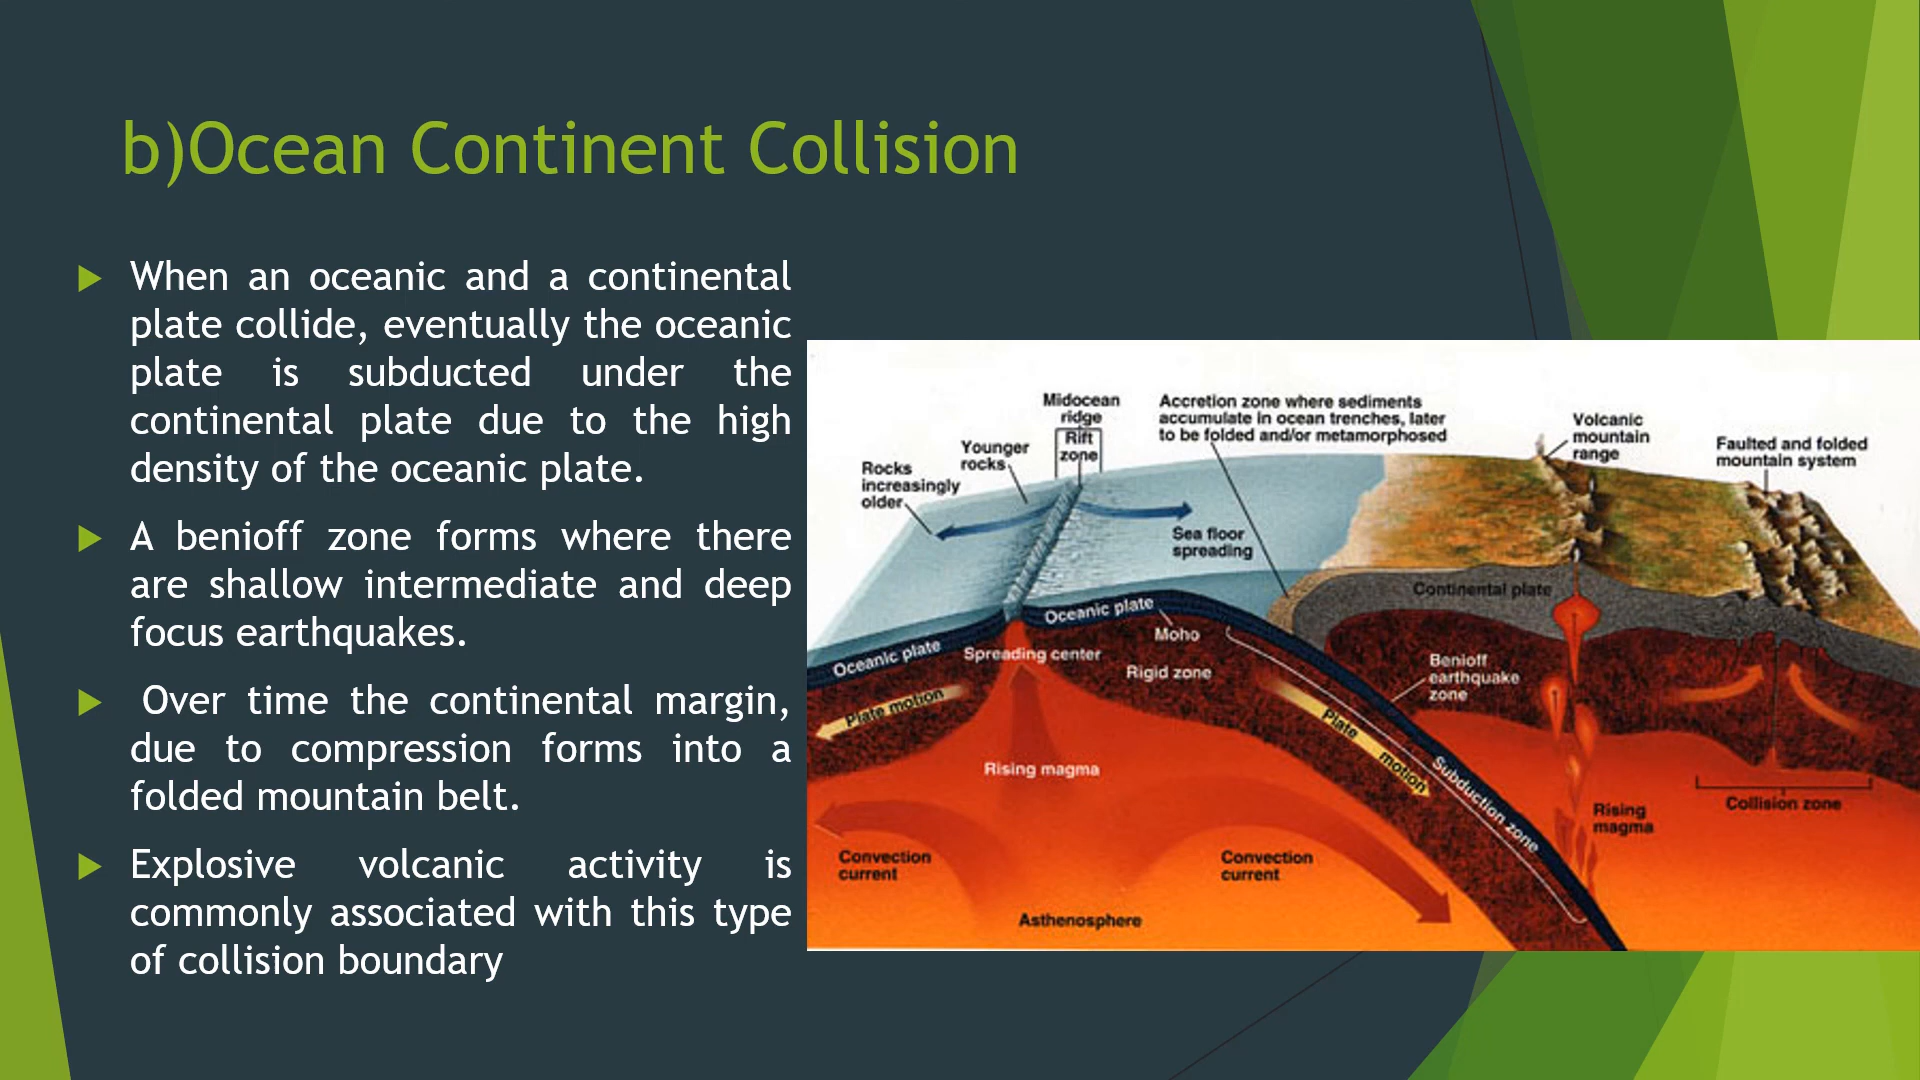 b)Ocean Continent Collision
When an oceanic and a continental
plate collide, eventually the oceanic
plate is subducted under the
continental plate due to the high
density of the oceanic plate.
A benioff zone forms where there
are shallow intermediate and deep
focus earthquakes.
Over time the continental margin,
due to compression forms into a
folded mountain belt.
Explosive volcanic activity is
commonly associated with this type
of collision boundary
Midocean
ridge
Rift
zone
Younger
rocks
Rocks
increasingly
older
Accretion zone where sediments
accumulate in ocean trenches, later
to be folded and/or metamorphosed
Volcanic
mountain
range
Faulted and folded
mountain system
Sea floor
spreading
Continental plate
Oceanic plate
Moho
Oceanic plate
Spreading center
Rigid zone
Benioff
earthquake
zone
Plate motion
Plate motion
Subduction zone
Rising magma
Rising
magma
Collision zone
Convection
current
Convection
current
Asthenosphere